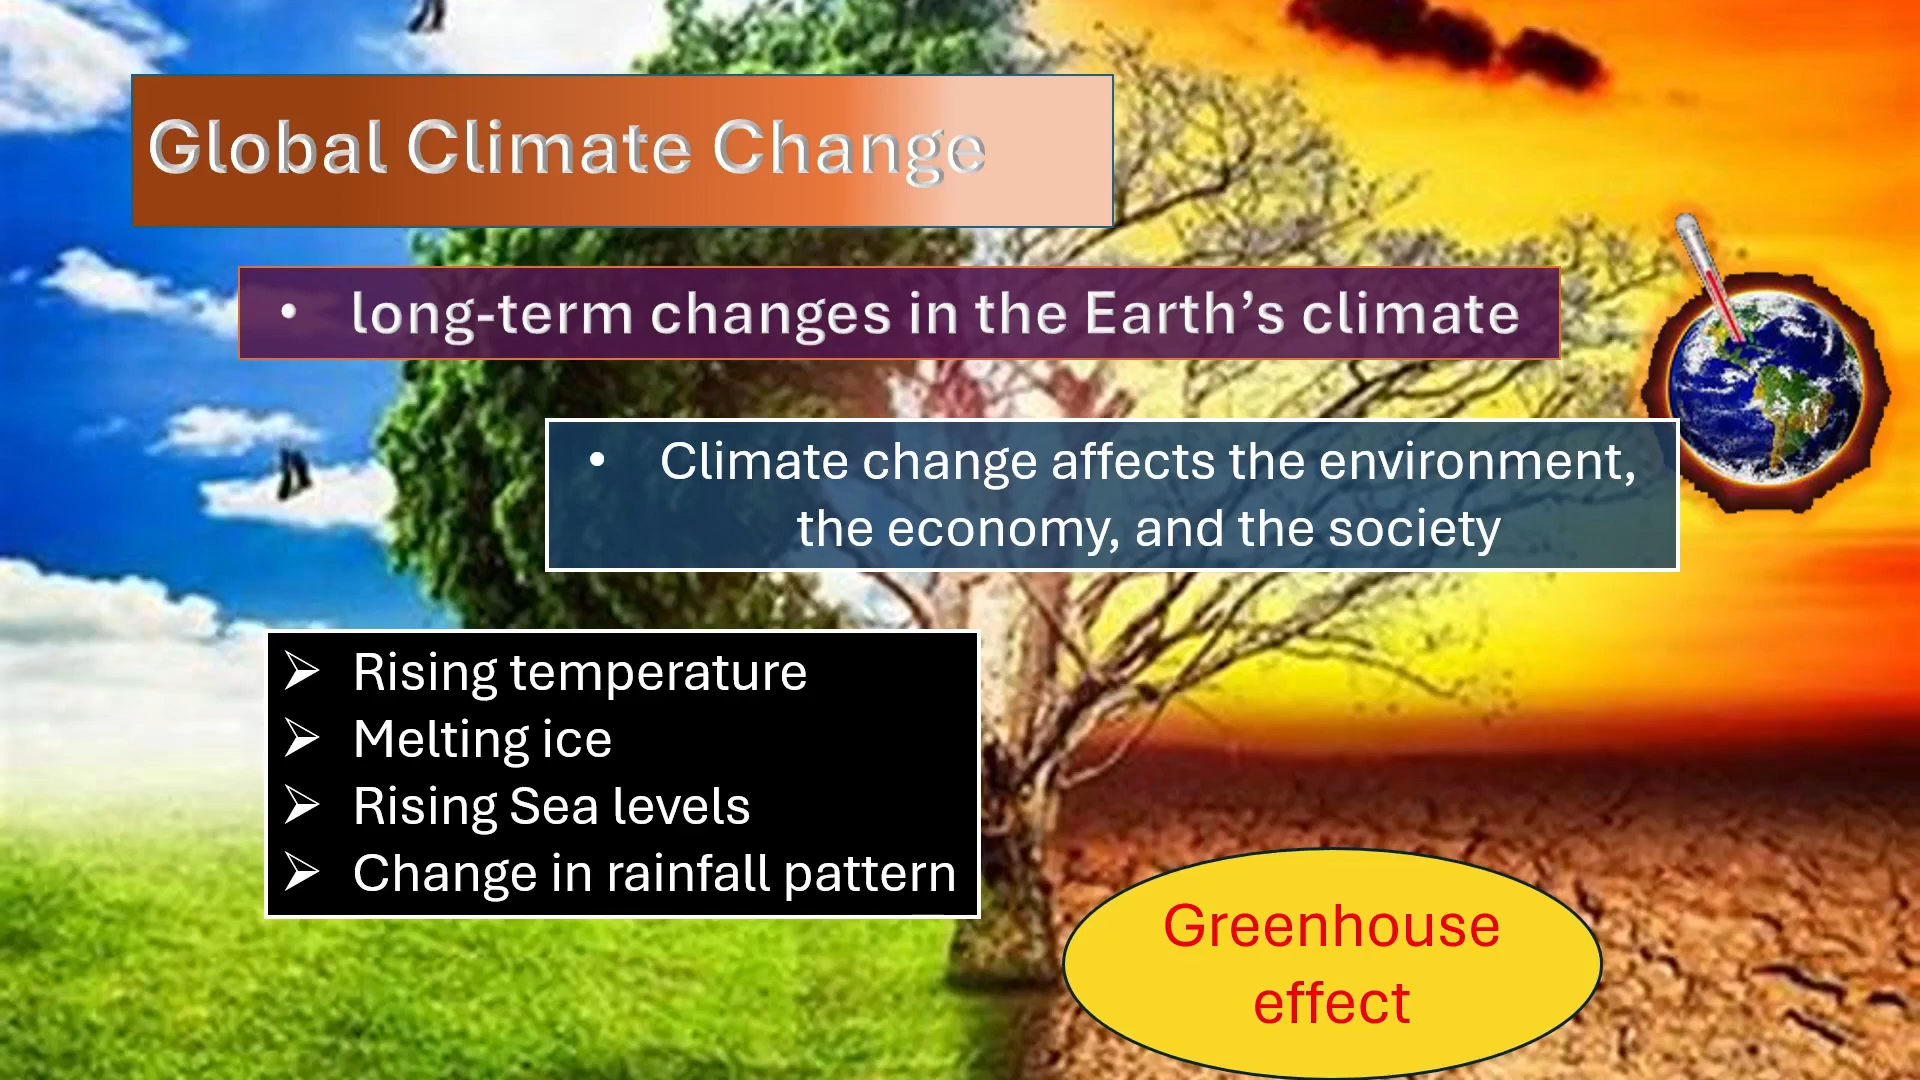 Global Climate Change
• long-term changes in the Earth’s climate
• Climate change affects the environment,
the economy, and the society
➢ Rising temperature
➢ Melting ice
➢ Rising Sea levels
➢ Change in rainfall pattern
Greenhouse
effect